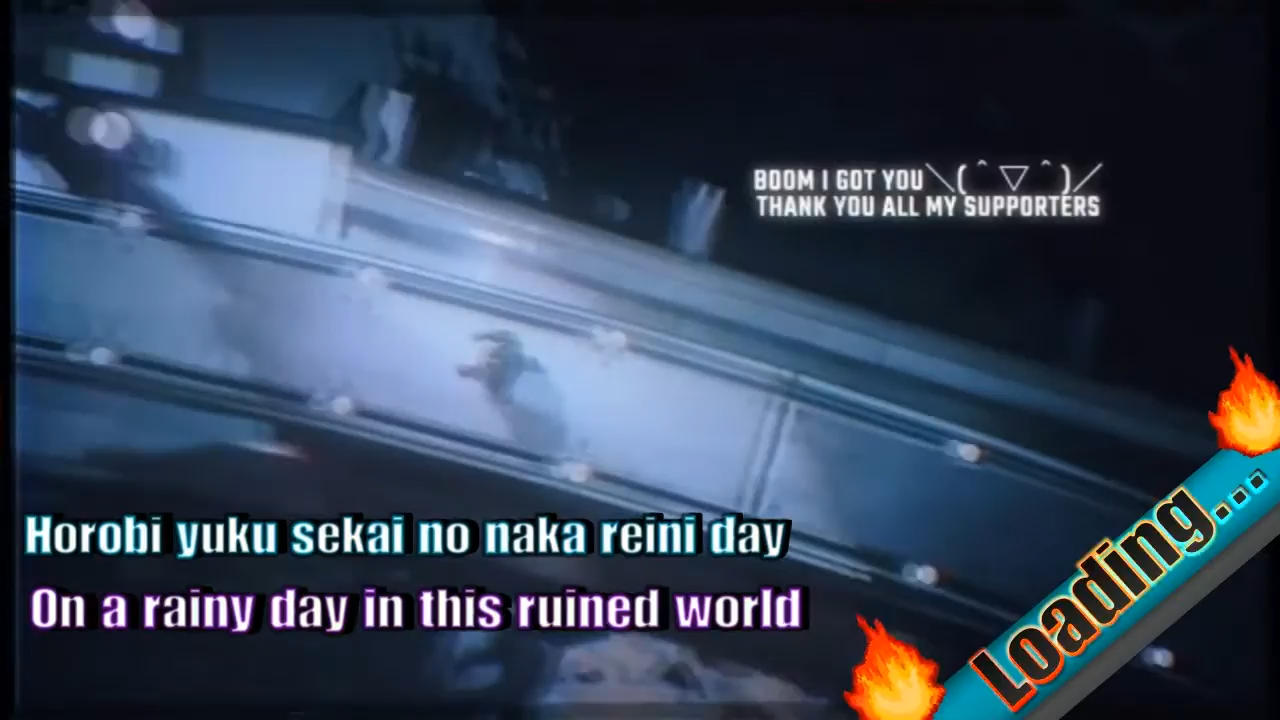 BOOM I GOT YOU ＼( ＾ ▽ ＾ )／
THANK YOU ALL MY SUPPORTERS
Horobi yuku sekai no naka reini day
On a rainy day in this ruined world
Loading...